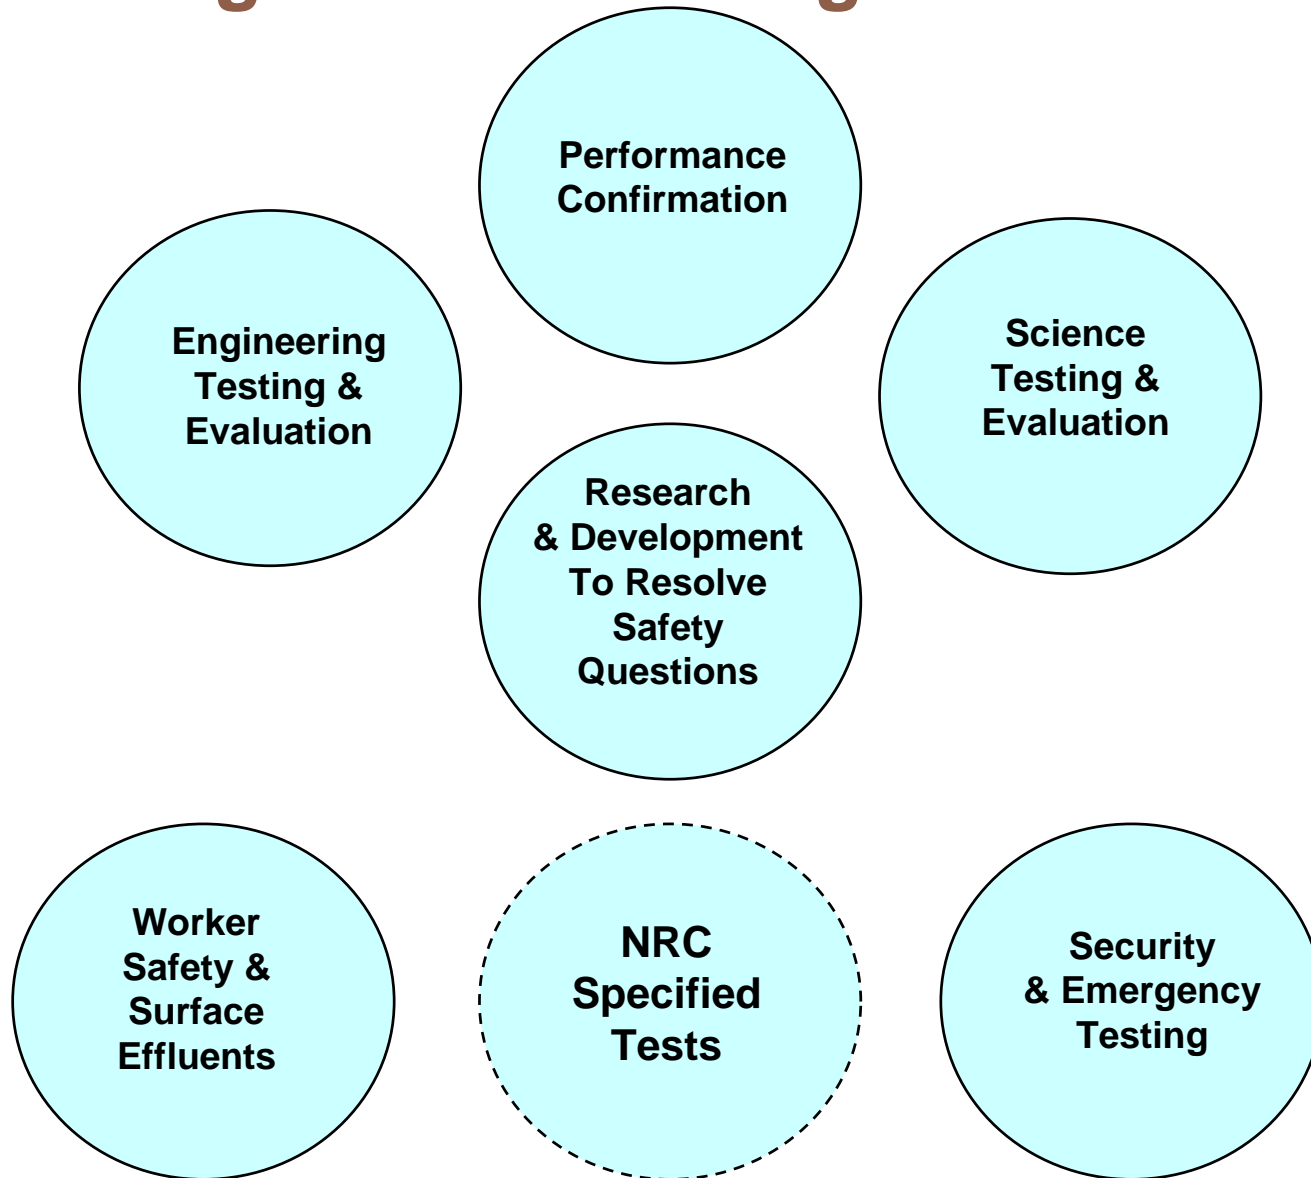 Performance
Confirmation
Engineering
Testing &
Evaluation
Science
Testing &
Evaluation
Research
& Development
To Resolve
Safety
Questions
Worker
Safety &
Surface
Effluents
NRC
Specified
Tests
Security
& Emergency
Testing